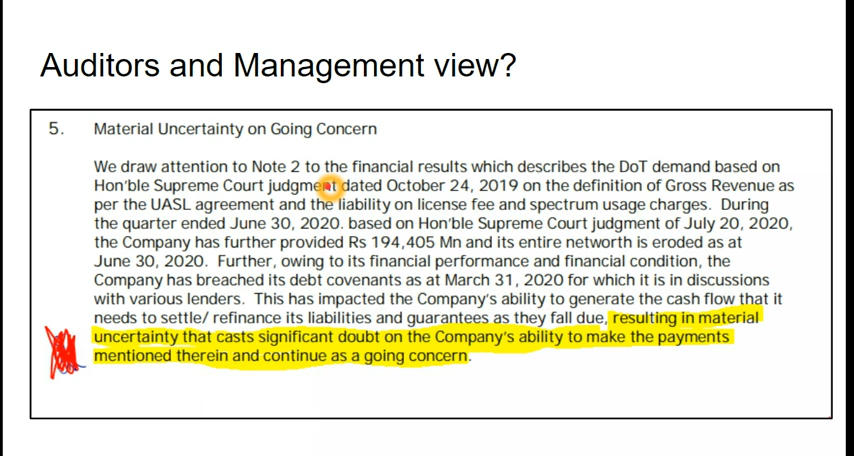 Auditors and Management view?
5. Material Uncertainty on Going Concern
We draw attention to Note 2 to the financial results which describes the DoT demand based on
Hon'ble Supreme Court judgment dated October 24, 2019 on the definition of Gross Revenue as
per the UASL agreement and the liability on license fee and spectrum usage charges. During
the quarter ended June 30, 2020. based on Hon'ble Supreme Court judgment of July 20, 2020,
the Company has further provided Rs 194,405 Mn and its entire networth is eroded as at
June 30, 2020. Further, owing to its financial performance and financial condition, the
Company has breached its debt covenants as at March 31, 2020 for which it is in discussions
with various lenders. This has impacted the Company's ability to generate the cash flow that it
needs to settle/ refinance its liabilities and guarantees as they fall due, resulting in material
uncertainty that casts significant doubt on the Company's ability to make the payments
mentioned therein and continue as a going concern.